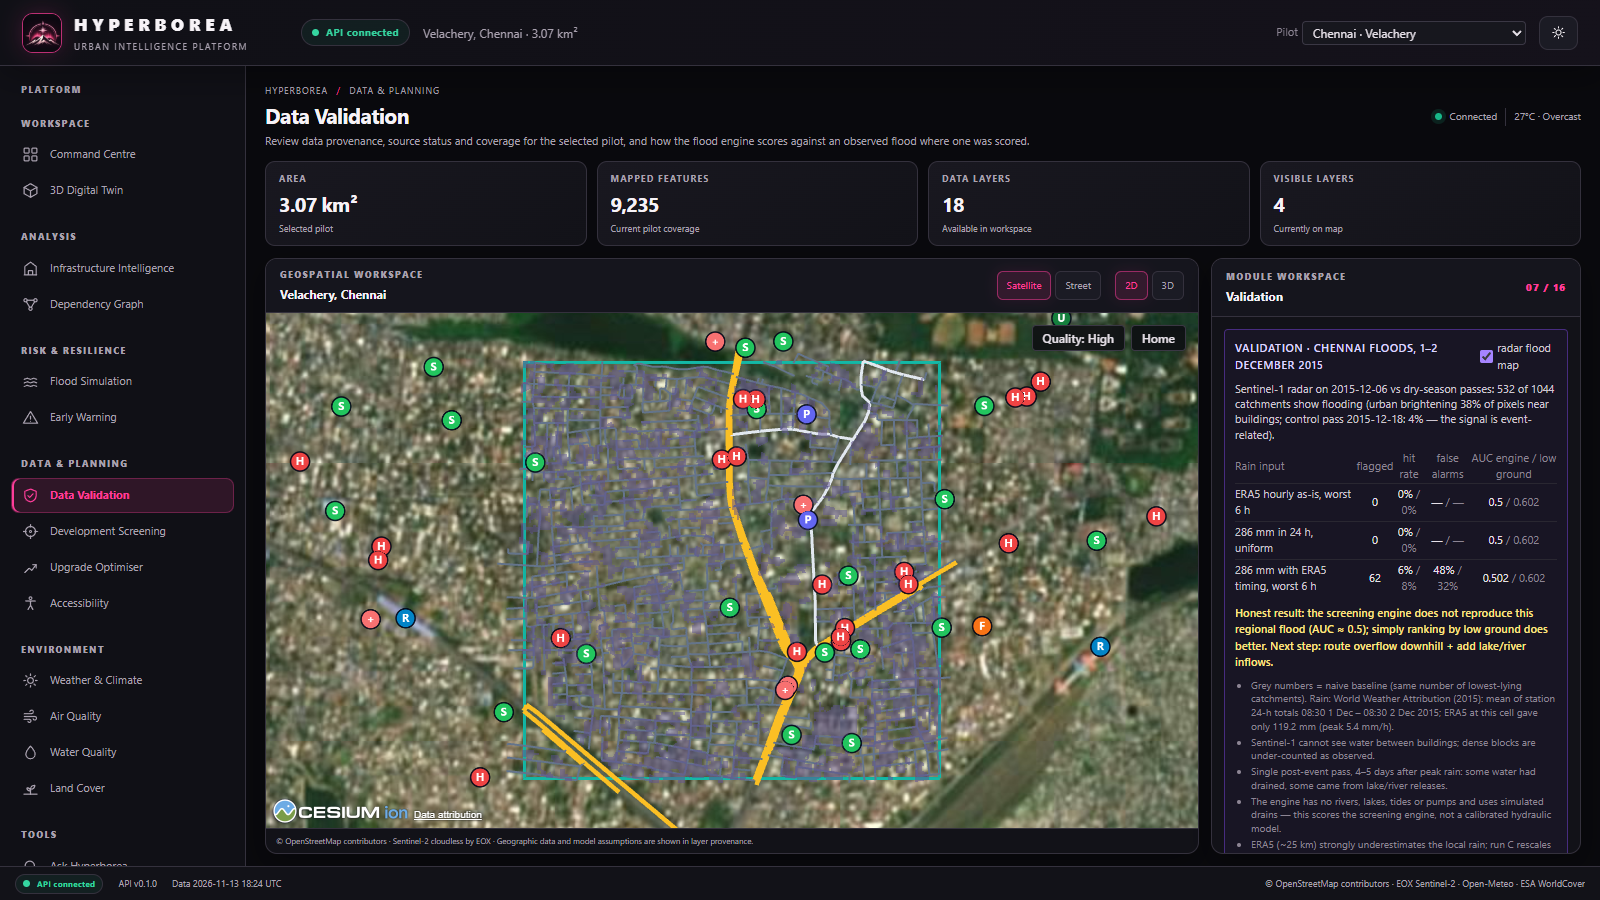 HYPERBOREA
URBAN INTELLIGENCE PLATFORM
API connected
Velachery, Chennai · 3.07 km²
Pilot
Chennai · Velachery
PLATFORM
WORKSPACE
Command Centre
3D Digital Twin
ANALYSIS
Infrastructure Intelligence
Dependency Graph
RISK & RESILIENCE
Flood Simulation
Early Warning
DATA & PLANNING
Data Validation
Development Screening
Upgrade Optimiser
Accessibility
ENVIRONMENT
Weather & Climate
Air Quality
Water Quality
Land Cover
TOOLS
Ask Hyperborea
HYPERBOREA / DATA & PLANNING
Data Validation
Review data provenance, source status and coverage for the selected pilot, and how the flood engine scores against an observed flood where one was scored.
Connected
27°C · Overcast
AREA
3.07 km²
Selected pilot
MAPPED FEATURES
9,235
Current pilot coverage
DATA LAYERS
18
Available in workspace
VISIBLE LAYERS
4
Currently on map
GEOSPATIAL WORKSPACE
Velachery, Chennai
Satellite
Street
2D
3D
Quality: High
Home
CESIUM ion
Data attribution
© OpenStreetMap contributors · Sentinel-2 cloudless by EOX · Geographic data and model assumptions are shown in layer provenance.
MODULE WORKSPACE
Validation
07 / 16
VALIDATION · CHENNAI FLOODS, 1–2
DECEMBER 2015
radar flood
map
Sentinel-1 radar on 2015-12-06 vs dry-season passes: 532 of 1044
catchments show flooding (urban brightening 38% of pixels near
buildings; control pass 2015-12-18: 4% — the signal is event-
related).
Rain input flagged hit rate false alarms AUC engine / low ground
ERA5 hourly as-is, worst 6 h 0 0% / 0% — / — 0.5 / 0.602
286 mm in 24 h, uniform 0 0% / 0% — / — 0.5 / 0.602
286 mm with ERA5 timing, worst 6 h 62 6% / 8% 48% / 32% 0.502 / 0.602
Honest result: the screening engine does not reproduce this
regional flood (AUC ≈ 0.5); simply ranking by low ground does
better. Next step: route overflow downhill + add lake/river
inflows.
Grey numbers = naive baseline (same number of lowest-lying
catchments). Rain: World Weather Attribution (2015): mean of station
24-h totals 08:30 1 Dec – 08:30 2 Dec 2015; ERA5 at this cell gave
only 119.2 mm (peak 5.4 mm/h).
Sentinel-1 cannot see water between buildings; dense blocks are
under-counted as observed.
Single post-event pass, 4–5 days after peak rain: some water had
drained, some came from lake/river releases.
The engine has no rivers, lakes, tides or pumps and uses simulated
drains — this scores the screening engine, not a calibrated hydraulic
model.
ERA5 (~25 km) strongly underestimates the local rain; run C rescales
API connected
API v0.1.0
Data 2026-11-13 18:24 UTC
© OpenStreetMap contributors · EOX Sentinel-2 · Open-Meteo · ESA WorldCover